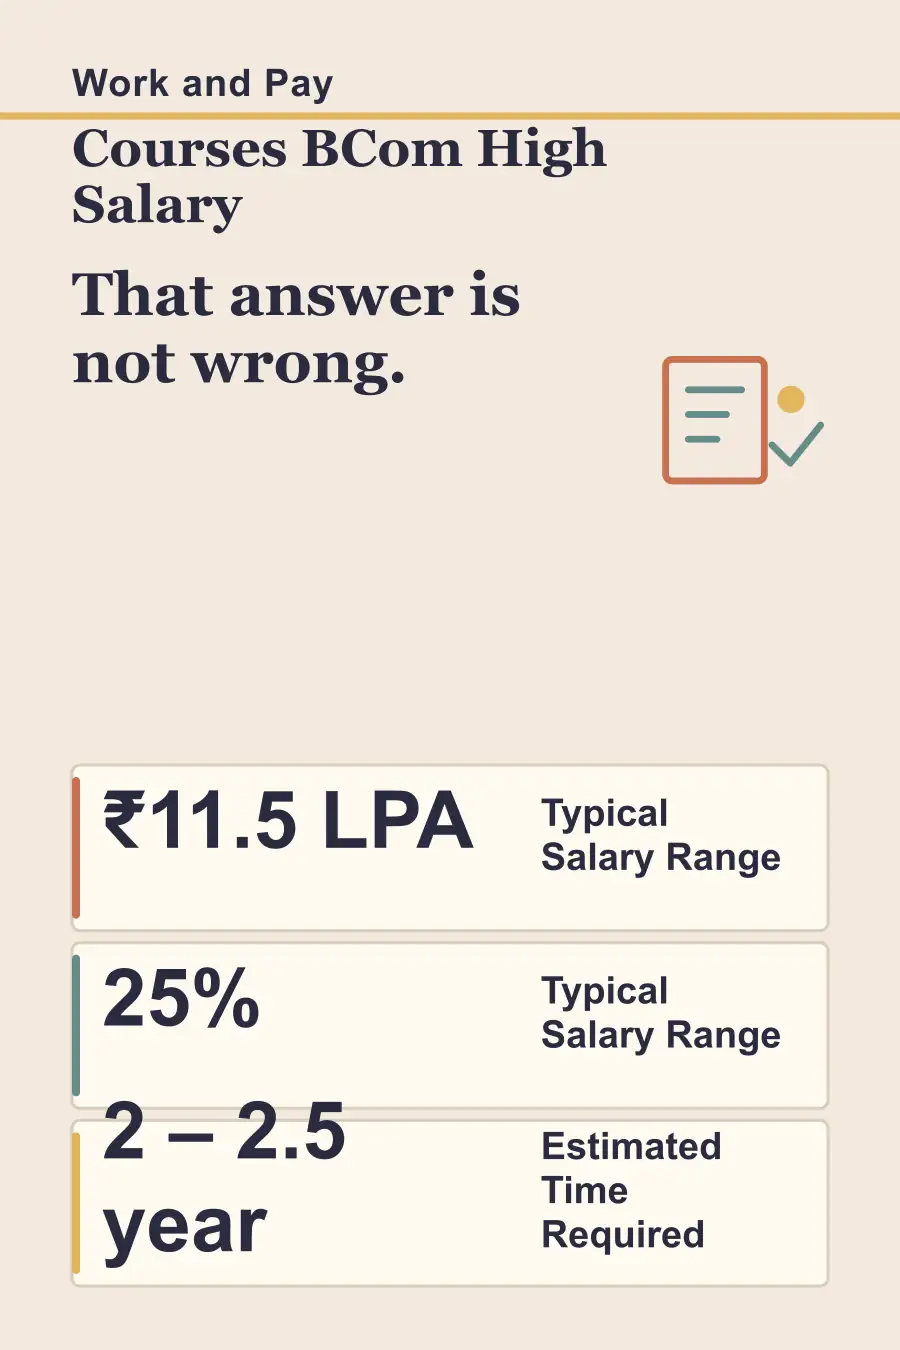 Work and Pay
Courses BCom High
Salary
That answer is
not wrong.
₹11.5 LPA
Typical
Salary Range
25%
Typical
Salary Range
2 – 2.5
year
Estimated
Time
Required